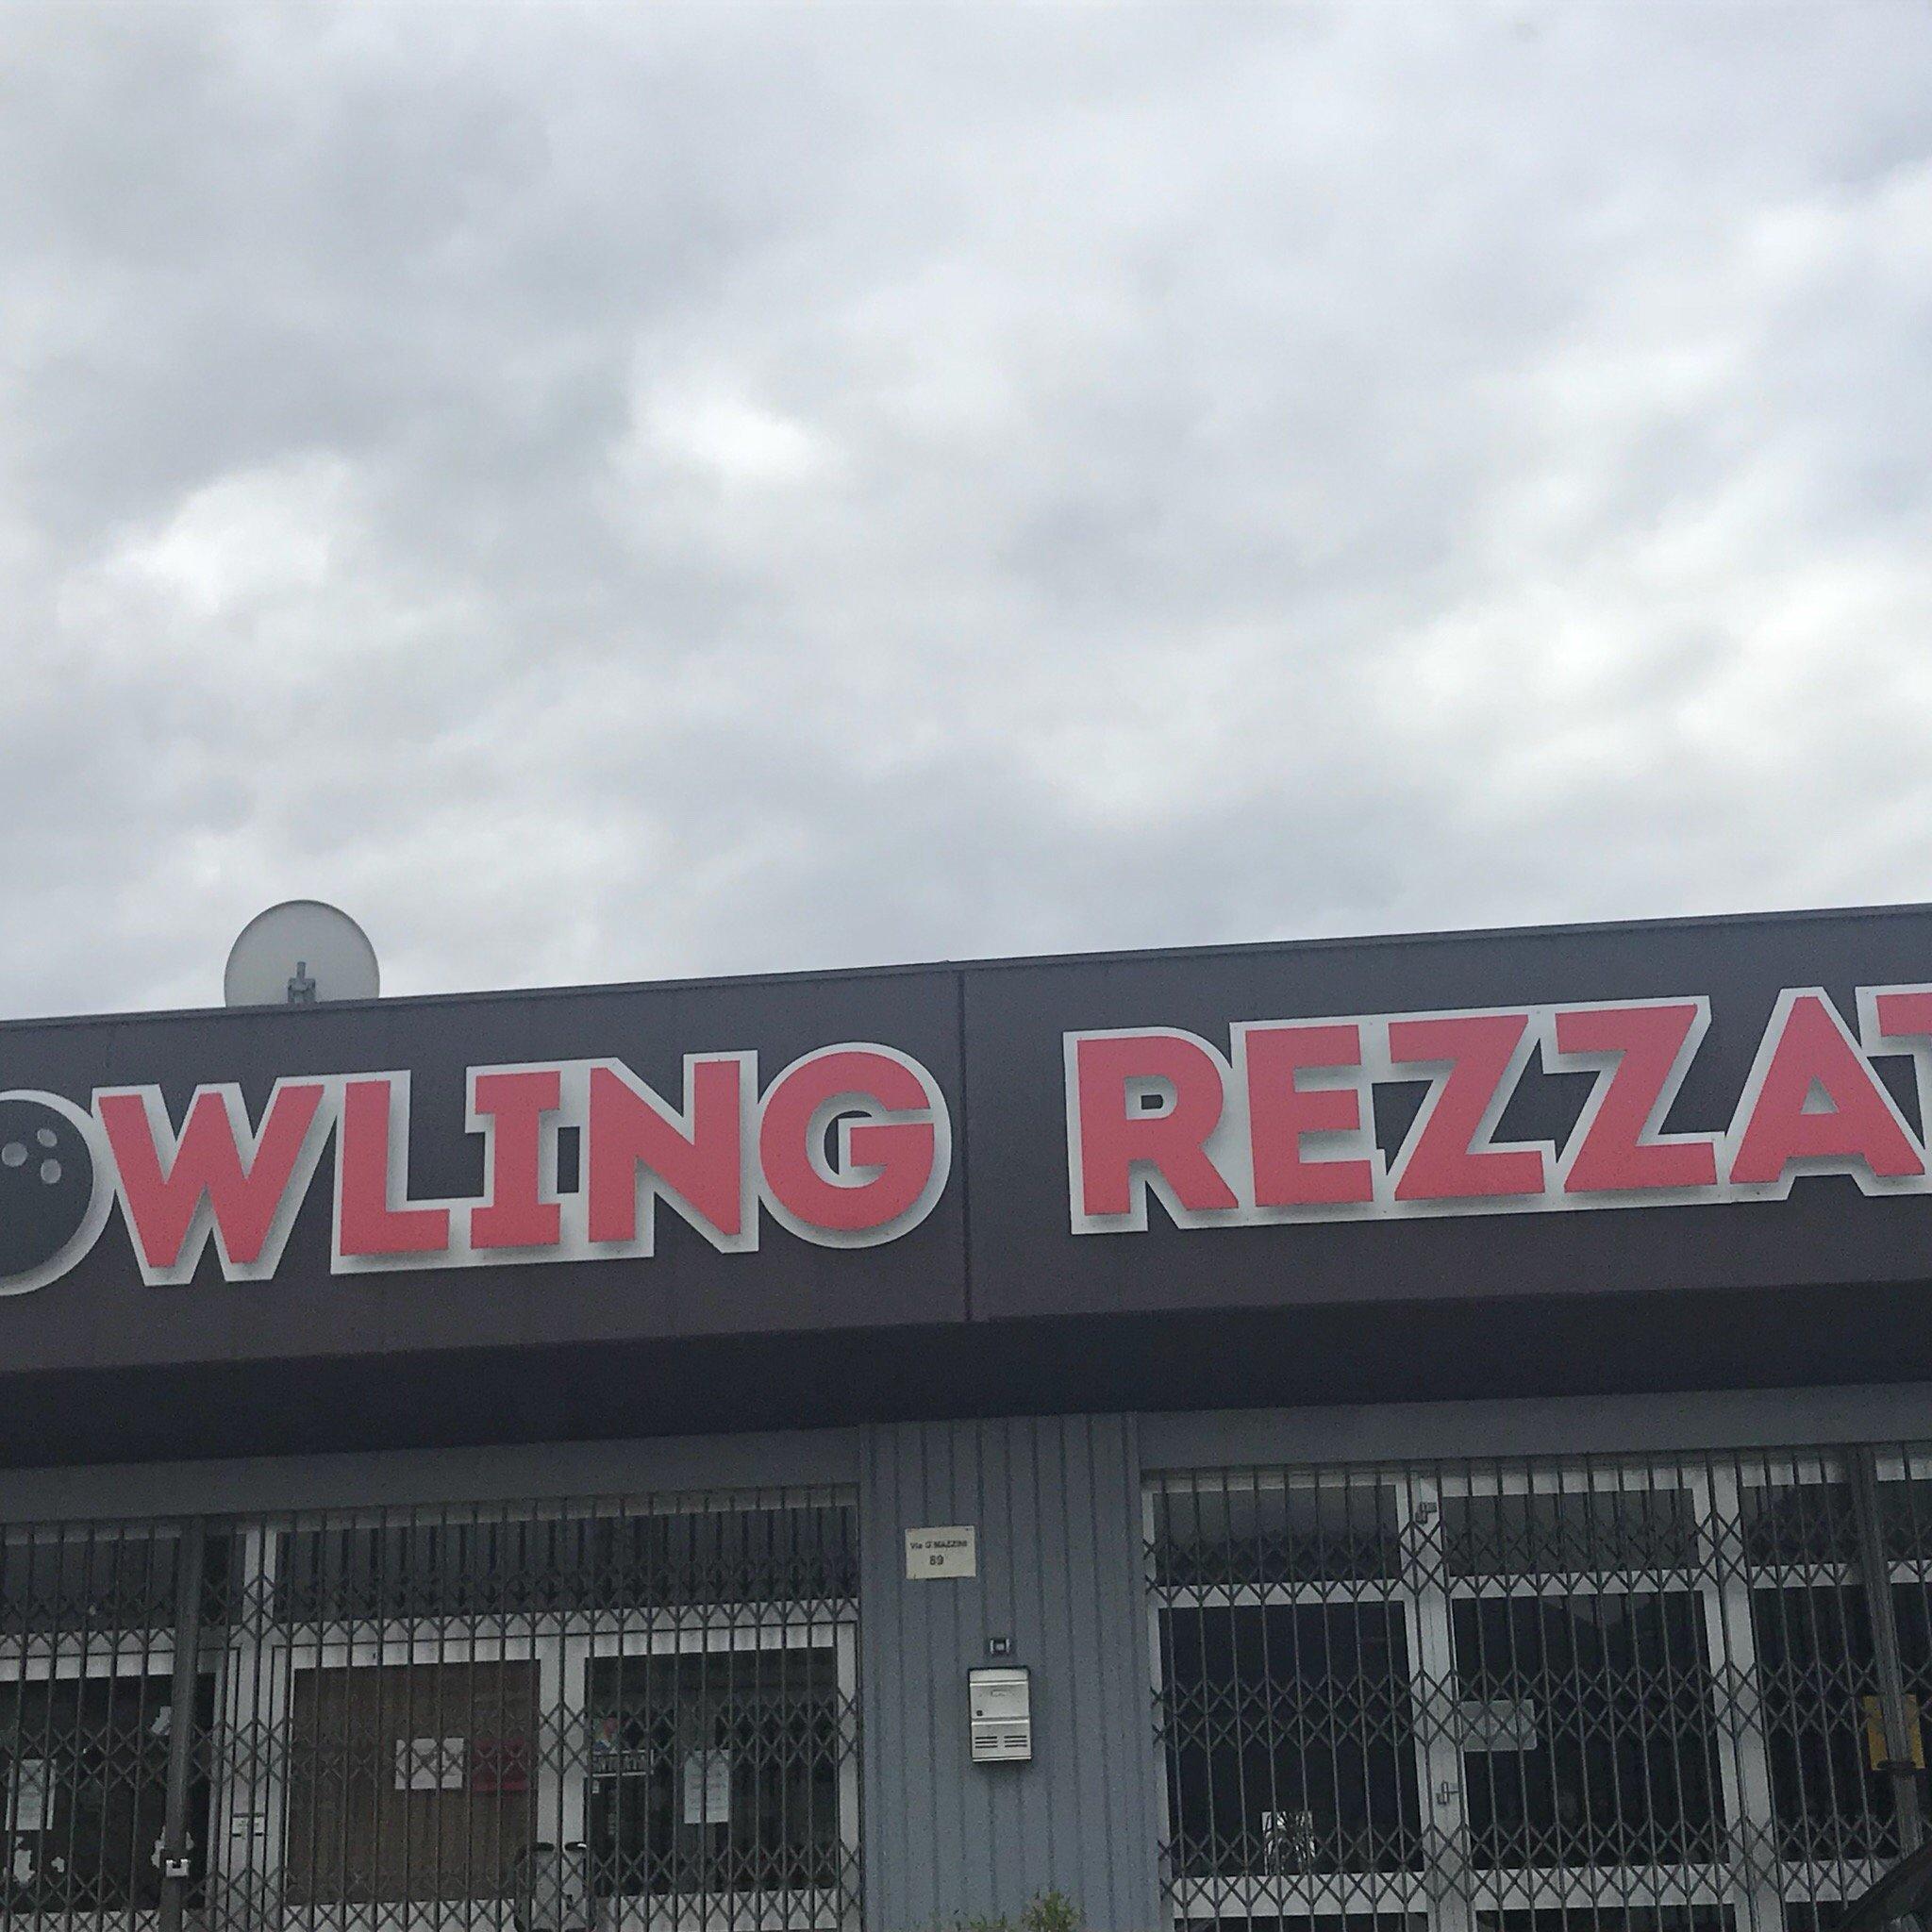 OWLING REZZAT
Via G MAZZINI
89